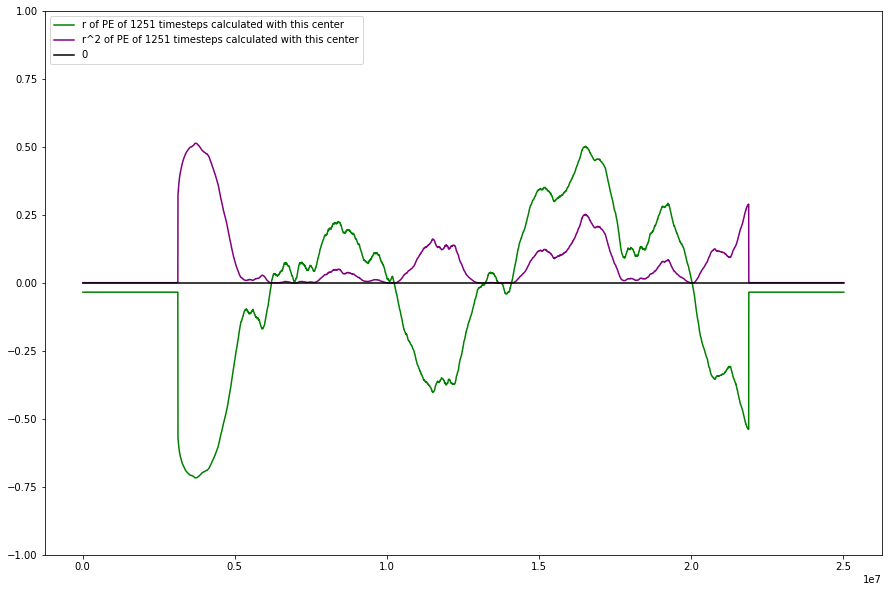 r of PE of 1251 timesteps calculated with this center
r^2 of PE of 1251 timesteps calculated with this center
0
1.00
0.75
0.50
0.25
0.00
−0.25
−0.50
−0.75
−1.00
0.0 0.5 1.0 1.5 2.0 2.5
1e7